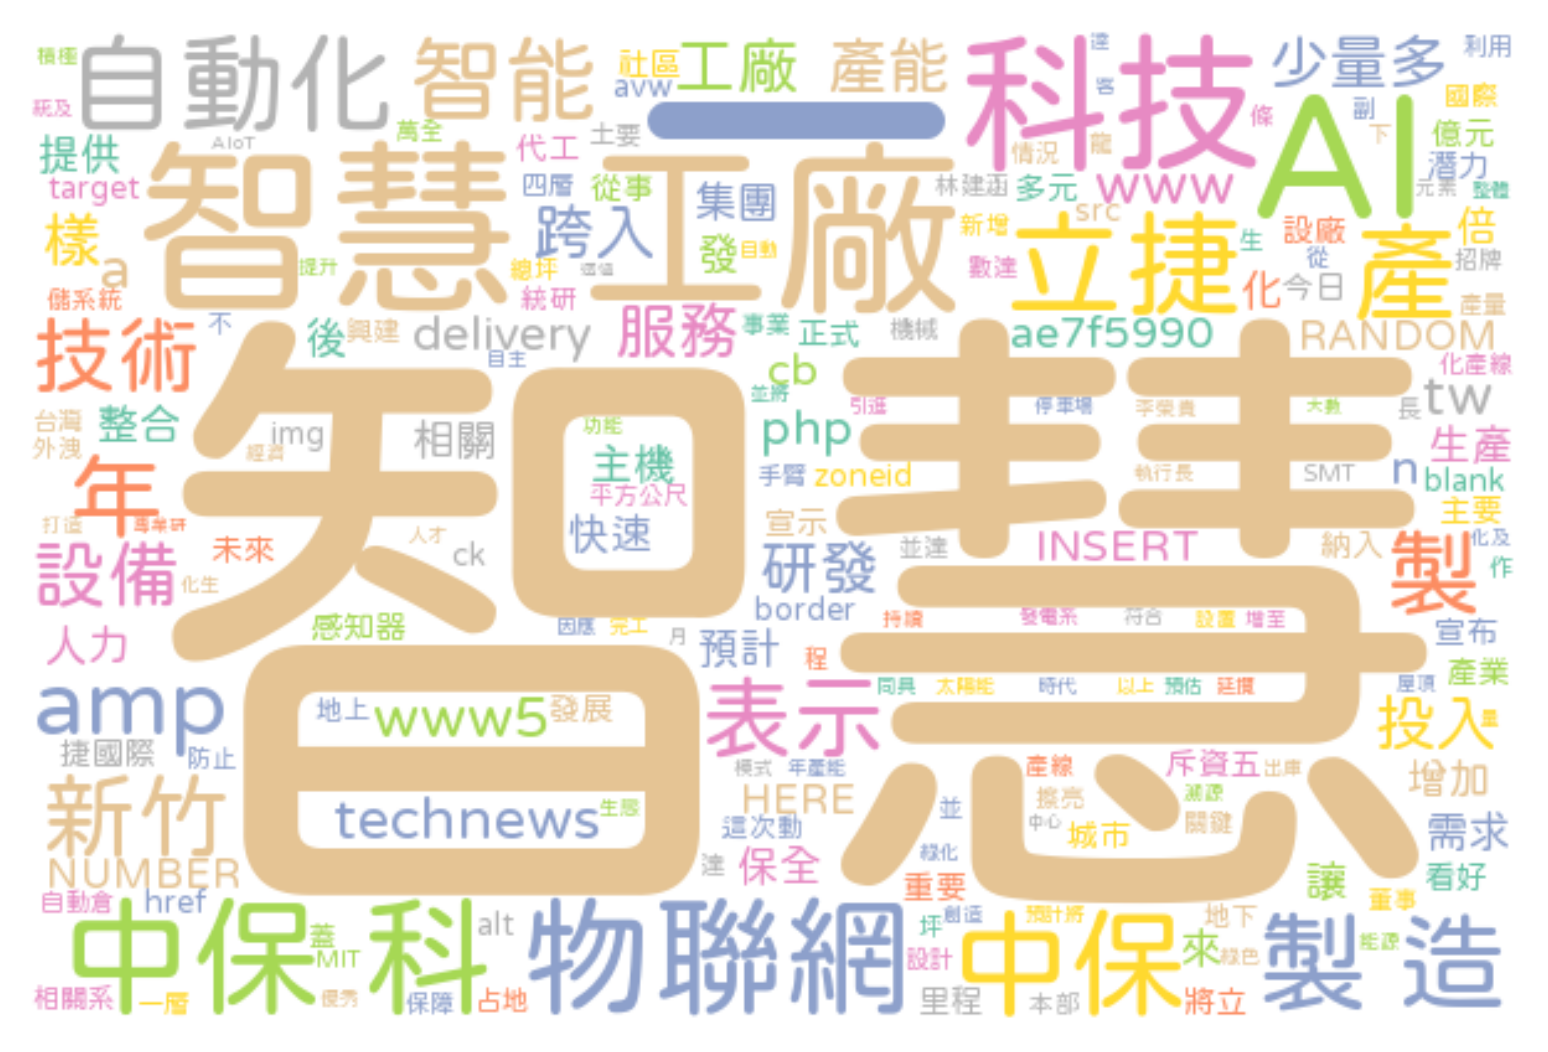 積極
自動化
智能
社區
工廠
產能
科技
達
少量多
利用
avw
客
統及
AIoT
萬全
土要
一
條
副
國際
AI
下
億元
提供
target
智慧
代工
四層
從事
工廠
集團
林建函
情況
龍
多元
www
潛力
元素
整體
樣
a
跨入
發
自動
新增
src
立捷
生
設廠
倍
提升
總坪
數達
從
產
招牌
儲系統
統研
化
今日
產量
技術
不
後
興建
delivery
自主
服務
事業
正式
機械
ae7f5990
RANDOM
智慧
cb
並將
化產線
台灣
外洩
整合
img
經濟
相關
功能
php
引進
停車場
李榮貴
大數
長
tw
年
主機
平方公尺
手臂
zoneid
執行長
SMT
n
生產
blank
打造
專業研
快速
宣示
主要
設備
未來
人才
ck
研發
並達
INSERT
納入
製
化及
作
化生
感知器
因應
完工
月
border
持續
發電系
符合
設置
增至
宣布
人力
預計
程
產業
amp
地上
www5
發展
表示
同具
太陽能
時代
以上
預估
延攬
屋頂
投入
量
捷國際
防止
模式
年產能
產線
斥資五
出庫
增加
新竹
technews
生態
HERE
這次動
並
擦亮
中心
溯源
城市
關鍵
需求
NUMBER
達
保全
綠化
重要
讓
看好
自動倉
href
董事
中保科
蓋
MIT
alt
物聯網
坪
創造
預計將
中保
地下
來
綠色
製造
能源
設計
相關系
一層
優秀
保障
占地
里程
本部
將立